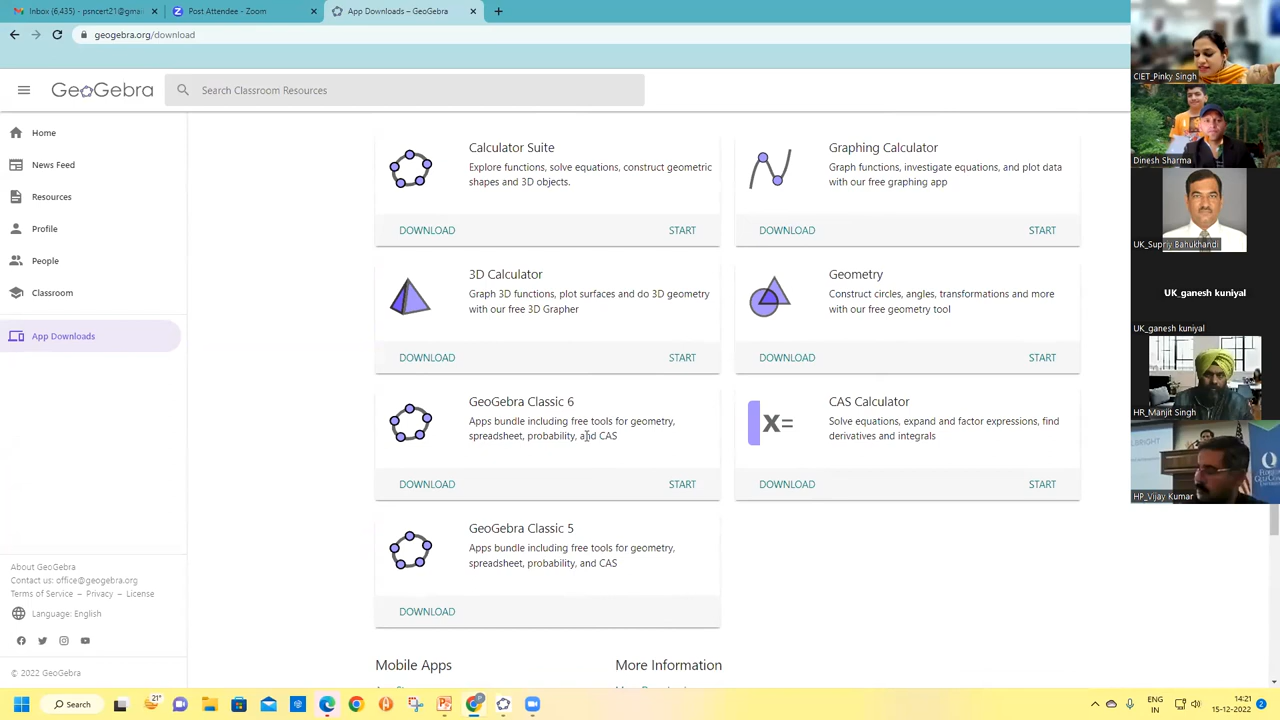 Inbox (6,435) - psncert21@gma
Post Attendee - Zoom
App Downloads – GeoGebra
geogebra.org/download
GeoGebra
Search Classroom Resources
Home
News Feed
Resources
Profile
People
Classroom
App Downloads
About GeoGebra
Contact us: office@geogebra.org
Terms of Service – Privacy – License
Language: English
© 2022 GeoGebra
Calculator Suite
Explore functions, solve equations, construct geometric
shapes and 3D objects.
DOWNLOAD START
Graphing Calculator
Graph functions, investigate equations, and plot data
with our free graphing app
DOWNLOAD START
3D Calculator
Graph 3D functions, plot surfaces and do 3D geometry
with our free 3D Grapher
DOWNLOAD START
Geometry
Construct circles, angles, transformations and more
with our free geometry tool
DOWNLOAD START
GeoGebra Classic 6
Apps bundle including free tools for geometry,
spreadsheet, probability, and CAS
DOWNLOAD START
X=
CAS Calculator
Solve equations, expand and factor expressions, find
derivatives and integrals
DOWNLOAD START
GeoGebra Classic 5
Apps bundle including free tools for geometry,
spreadsheet, probability, and CAS
DOWNLOAD
Mobile Apps
More Information
CIET_Pinky Singh
Dinesh Sharma
UK_Supriy Bahukhandi
UK_ganesh kuniyal
UK_ganesh kuniyal
HR_Manjit Singh
HP_Vijay Kumar
Search
21°
ENG
IN
14:21
15-12-2022
2